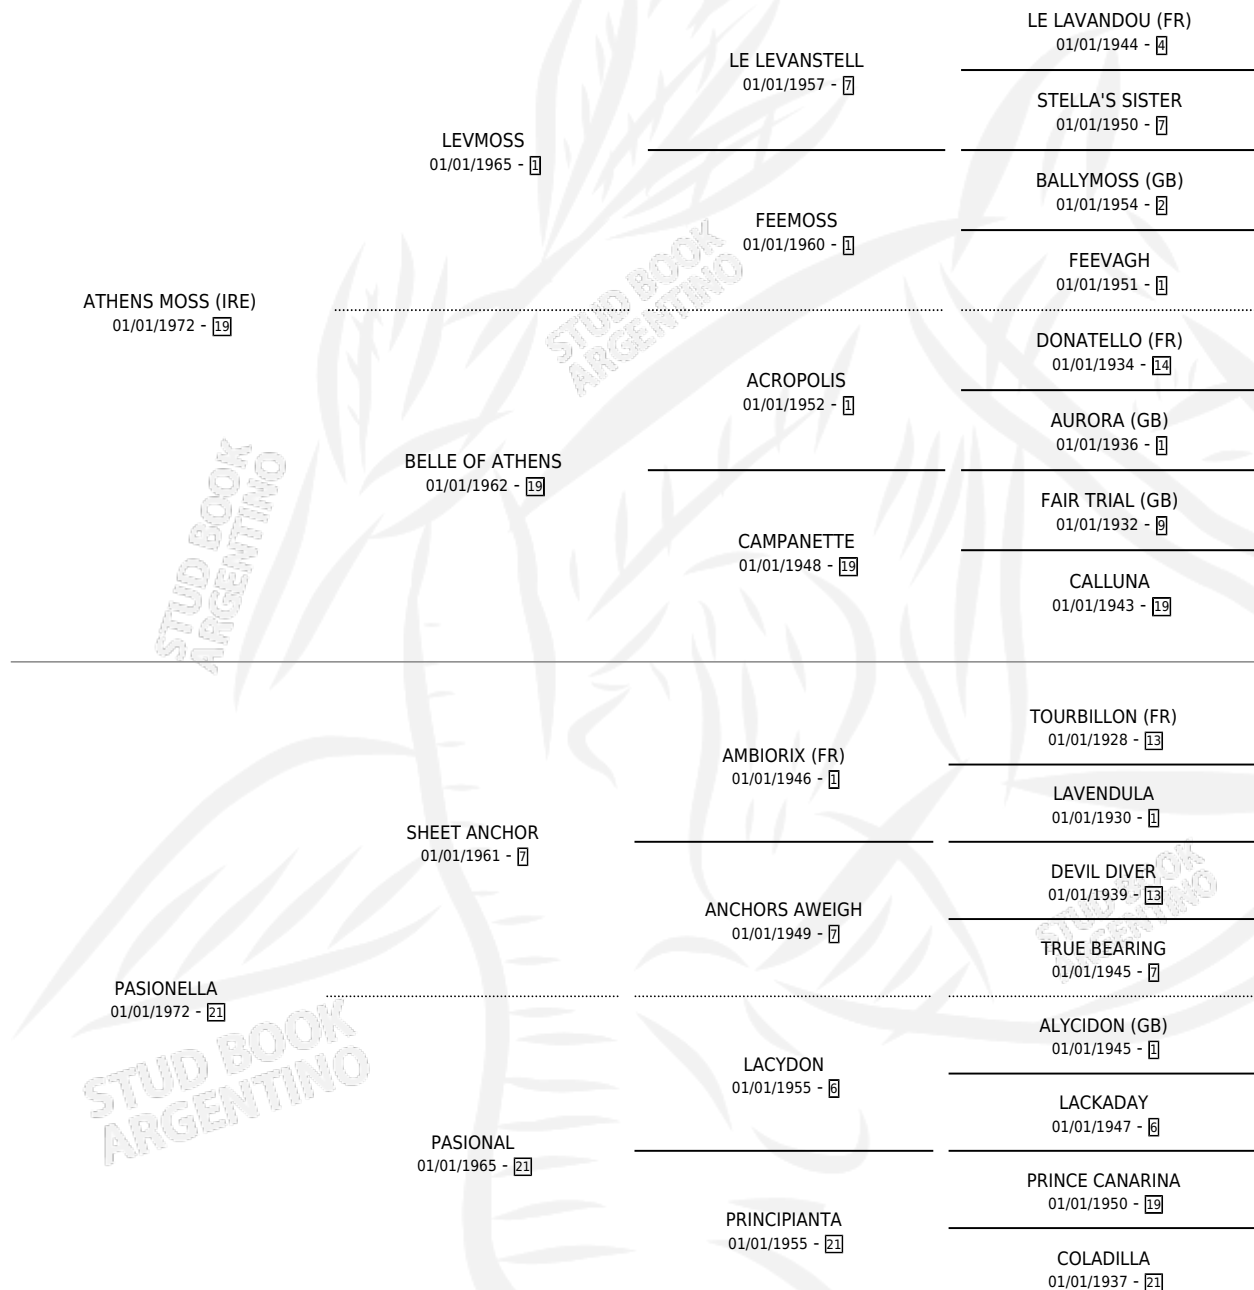 LE LAVANDOU (FR)
01/01/1944 - 4
LE LEVANSTELL
01/01/1957 - 7
STELLA'S SISTER
01/01/1950 - 7
LEVMOSS
01/01/1965 - 1
BALLYMOSS (GB)
01/01/1954 - 2
FEEMOSS
01/01/1960 - 1
FEEVAGH
01/01/1951 - 1
ATHENS MOSS (IRE)
01/01/1972 - 19
DONATELLO (FR)
01/01/1934 - 14
ACROPOLIS
01/01/1952 - 1
AURORA (GB)
01/01/1936 - 1
BELLE OF ATHENS
01/01/1962 - 19
FAIR TRIAL (GB)
01/01/1932 - 9
CAMPANETTE
01/01/1948 - 19
CALLUNA
01/01/1943 - 19
TOURBILLON (FR)
01/01/1928 - 13
AMBIORIX (FR)
01/01/1946 - 1
LAVENDULA
01/01/1930 - 1
SHEET ANCHOR
01/01/1961 - 7
DEVIL DIVER
01/01/1939 - 13
ANCHORS AWEIGH
01/01/1949 - 7
TRUE BEARING
01/01/1945 - 7
PASIONELLA
01/01/1972 - 21
ALYCIDON (GB)
01/01/1945 - 1
LACYDON
01/01/1955 - 6
LACKADAY
01/01/1947 - 6
PASIONAL
01/01/1965 - 21
PRINCE CANARINA
01/01/1950 - 19
PRINCIPIANTA
01/01/1955 - 21
COLADILLA
01/01/1937 - 21
STUD BOOK
ARGENTINO
STUD BOOK
ARGENTINO
STUD BOOK
ARGENTINO
STUD BOOK
ARGENTINO